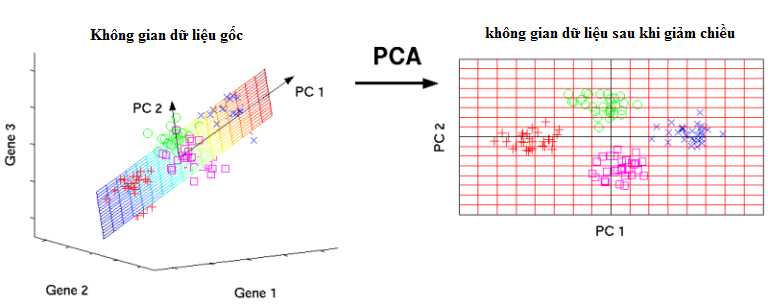 Không gian dữ liệu gốc
PC 2
PC 1
Gene 3
Gene 2
Gene 1
PCA
không gian dữ liệu sau khi giảm chiều
PC 2
PC 1